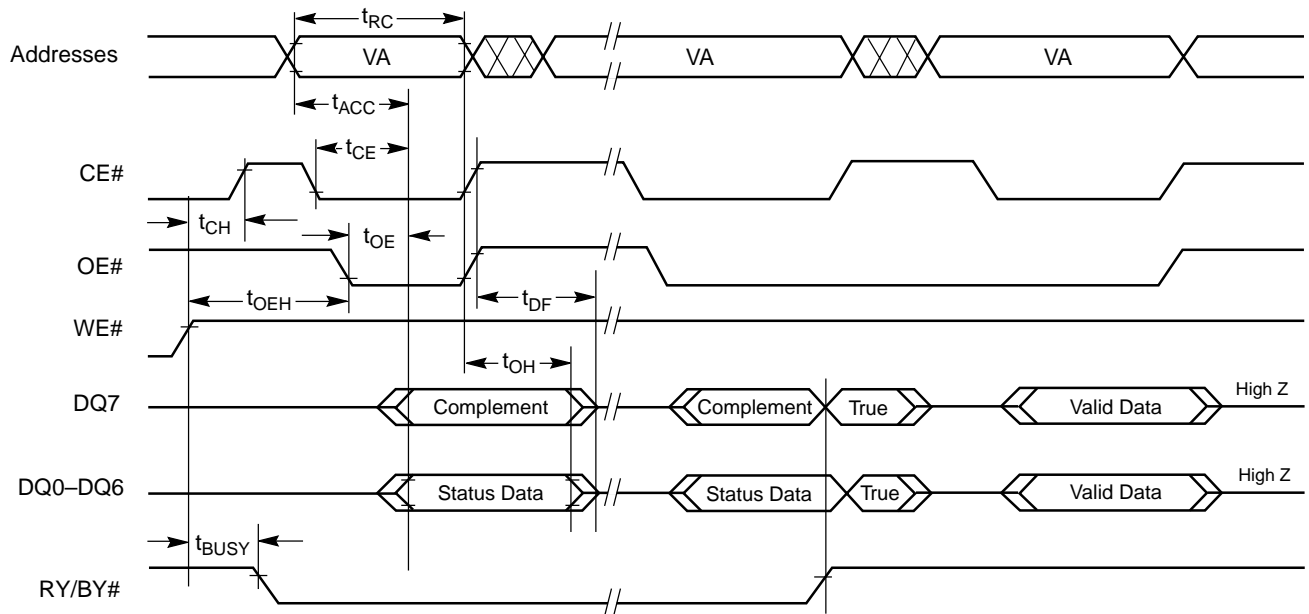 tRC
Addresses VA VA VA
tACC
tCE
CE#
tCH
tOE
OE#
tOEH
tDF
WE#
tOH
DQ7 Complement Complement True Valid Data High Z
DQ0–DQ6 Status Data Status Data True Valid Data High Z
tBUSY
RY/BY#